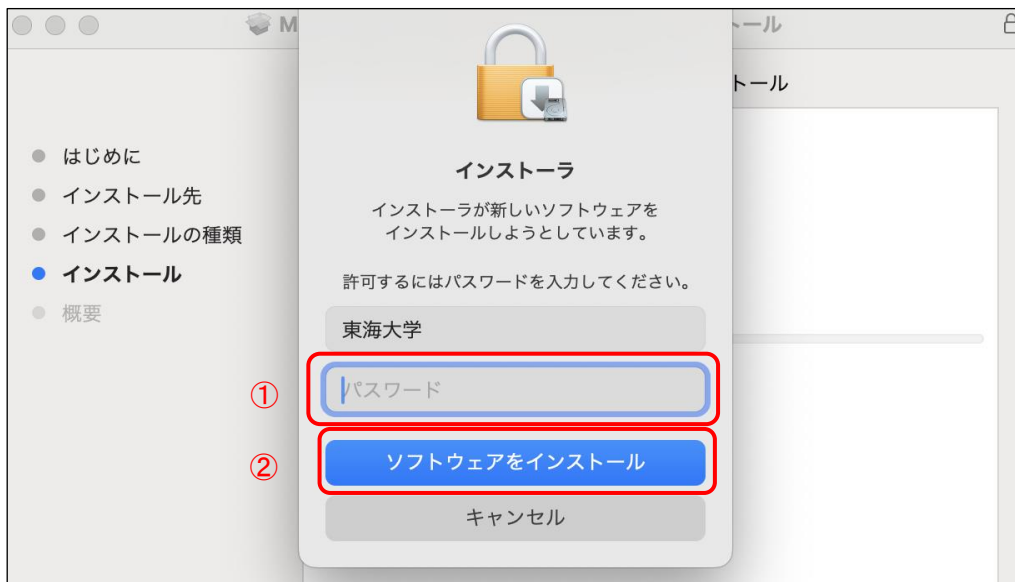 M
トール
トール
はじめに
インストール先
インストールの種類
インストール
概要
インストーラ
インストーラが新しいソフトウェアを
インストールしようとしています。
許可するにはパスワードを入力してください。
東海大学
① パスワード
② ソフトウェアをインストール
キャンセル